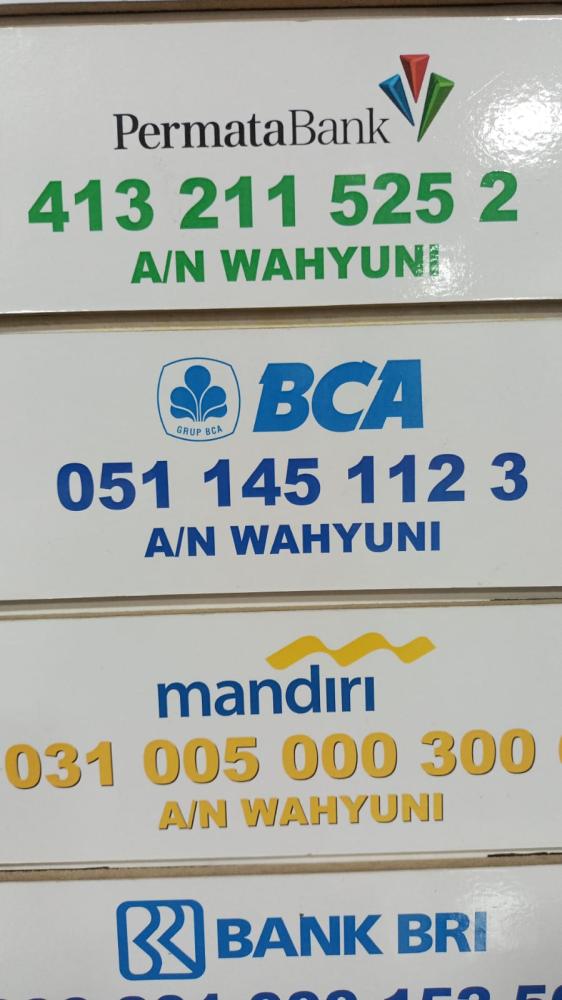 PermataBank
413 211 525 2
A/N WAHYUNI
GRUP BCA
BCA
051 145 112 3
A/N WAHYUNI
mandiri
031 005 000 300
A/N WAHYUNI
BANK BRI